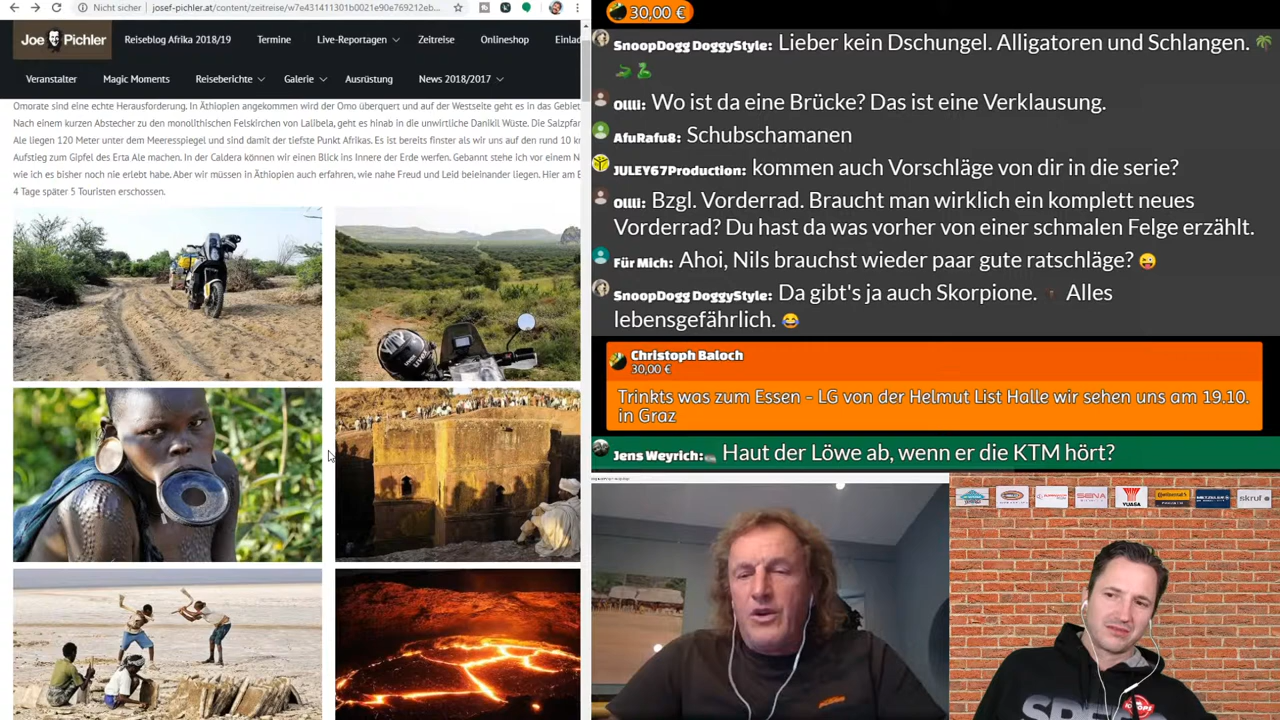 Nicht sicher | josef-pichler.at/content/zeitreise/w7e431411301b0021e90e769212eb...
Joe Pichler
Reiseblog Afrika 2018/19
Termine
Live-Reportagen
Zeitreise
Onlineshop
Einlad
Veranstalter
Magic Moments
Reiseberichte
Galerie
Ausrüstung
News 2018/2017
Omorate sind eine echte Herausforderung. In Äthiopien angekommen wird der Omo überquert und auf der Westseite geht es in das Gebiet
Nach einem kurzen Abstecher zu den monolithischen Felskirchen von Lalibela, geht es hinab in die unwirtliche Danikil Wüste. Die Salzpfan
Ale liegen 120 Meter unter dem Meeresspiegel und sind damit der tiefste Punkt Afrikas. Es ist bereits finster als wir uns auf den rund 10 k
Aufstieg zum Gipfel des Erta Ale machen. In der Caldera können wir einen Blick ins Innere der Erde werfen. Gebannt stehe ich vor einem N
wie ich es bisher noch nie erlebt habe. Aber wir müssen in Äthiopien auch erfahren, wie nahe Freud und Leid beieinander liegen. Hier am E
4 Tage später 5 Touristen erschossen.
30,00 €
SnoopDogg DoggyStyle: Lieber kein Dschungel. Alligatoren und Schlangen. 🌴
🐊🐍
Ollli: Wo ist da eine Brücke? Das ist eine Verklausung.
AfuRafu8: Schubschamanen
JULEY67Production: kommen auch Vorschläge von dir in die serie?
Ollli: Bzgl. Vorderrad. Braucht man wirklich ein komplett neues
Vorderrad? Du hast da was vorher von einer schmalen Felge erzählt.
Für Mich: Ahoi, Nils brauchst wieder paar gute ratschläge? 😜
SnoopDogg DoggyStyle: Da gibt's ja auch Skorpione. 🦂 Alles
lebensgefährlich. 😂
Christoph Baloch
30,00 €
Trinkts was zum Essen - LG von der Helmut List Halle wir sehen uns am 19.10.
in Graz
Jens Weyrich: Haut der Löwe ab, wenn er die KTM hört?
SENA
YUASA
Continental
METZELER
skruf